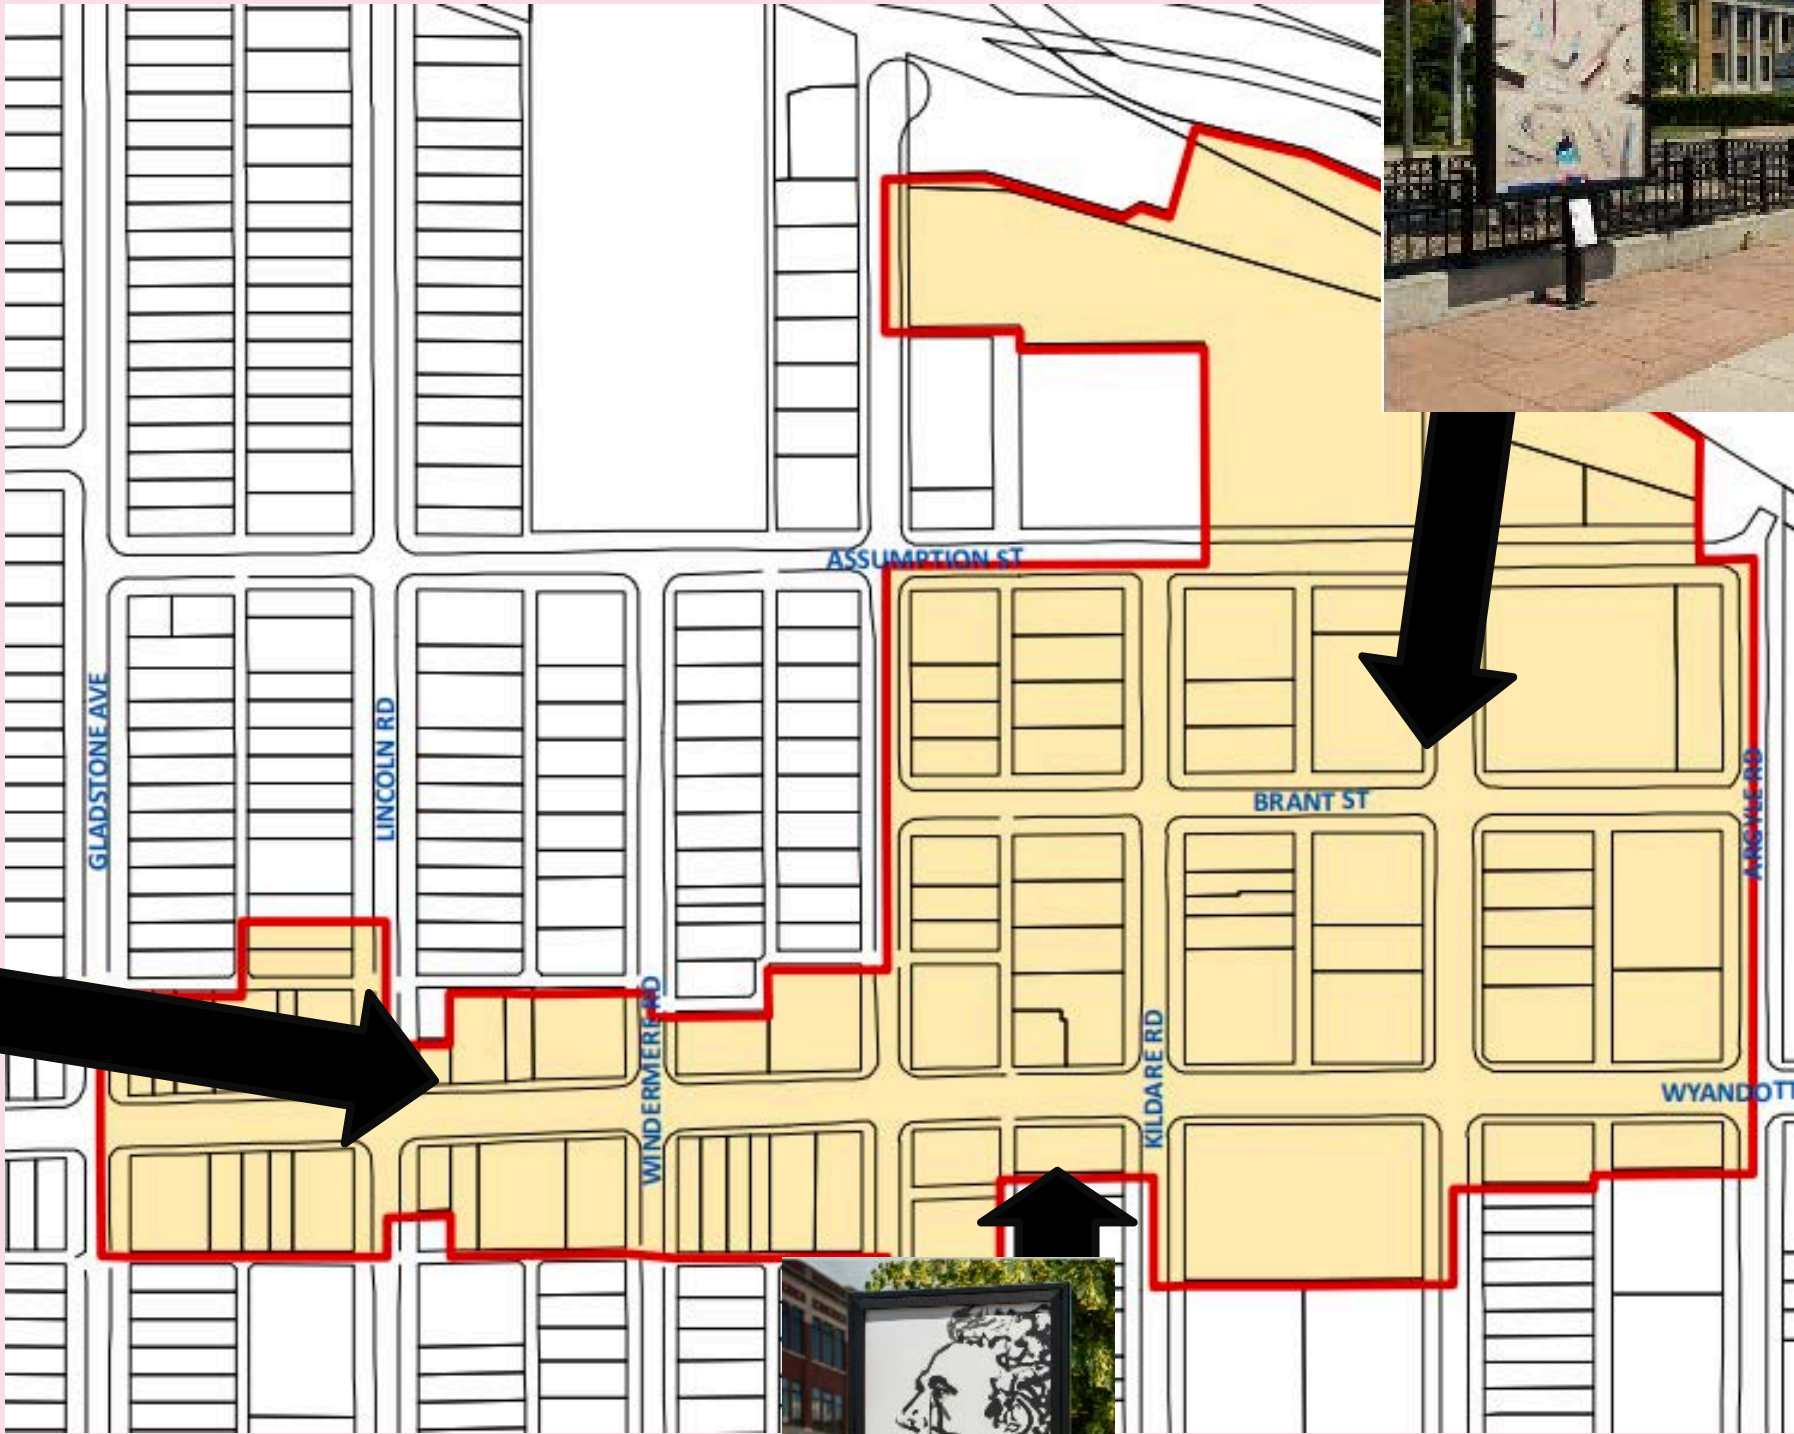 ASSUMPTION ST
GLADSTONE AVE
LINCOLN RD
BRANT ST
ARGYLE RD
WINDERMERE RD
KILDARE RD
WYANDOTT